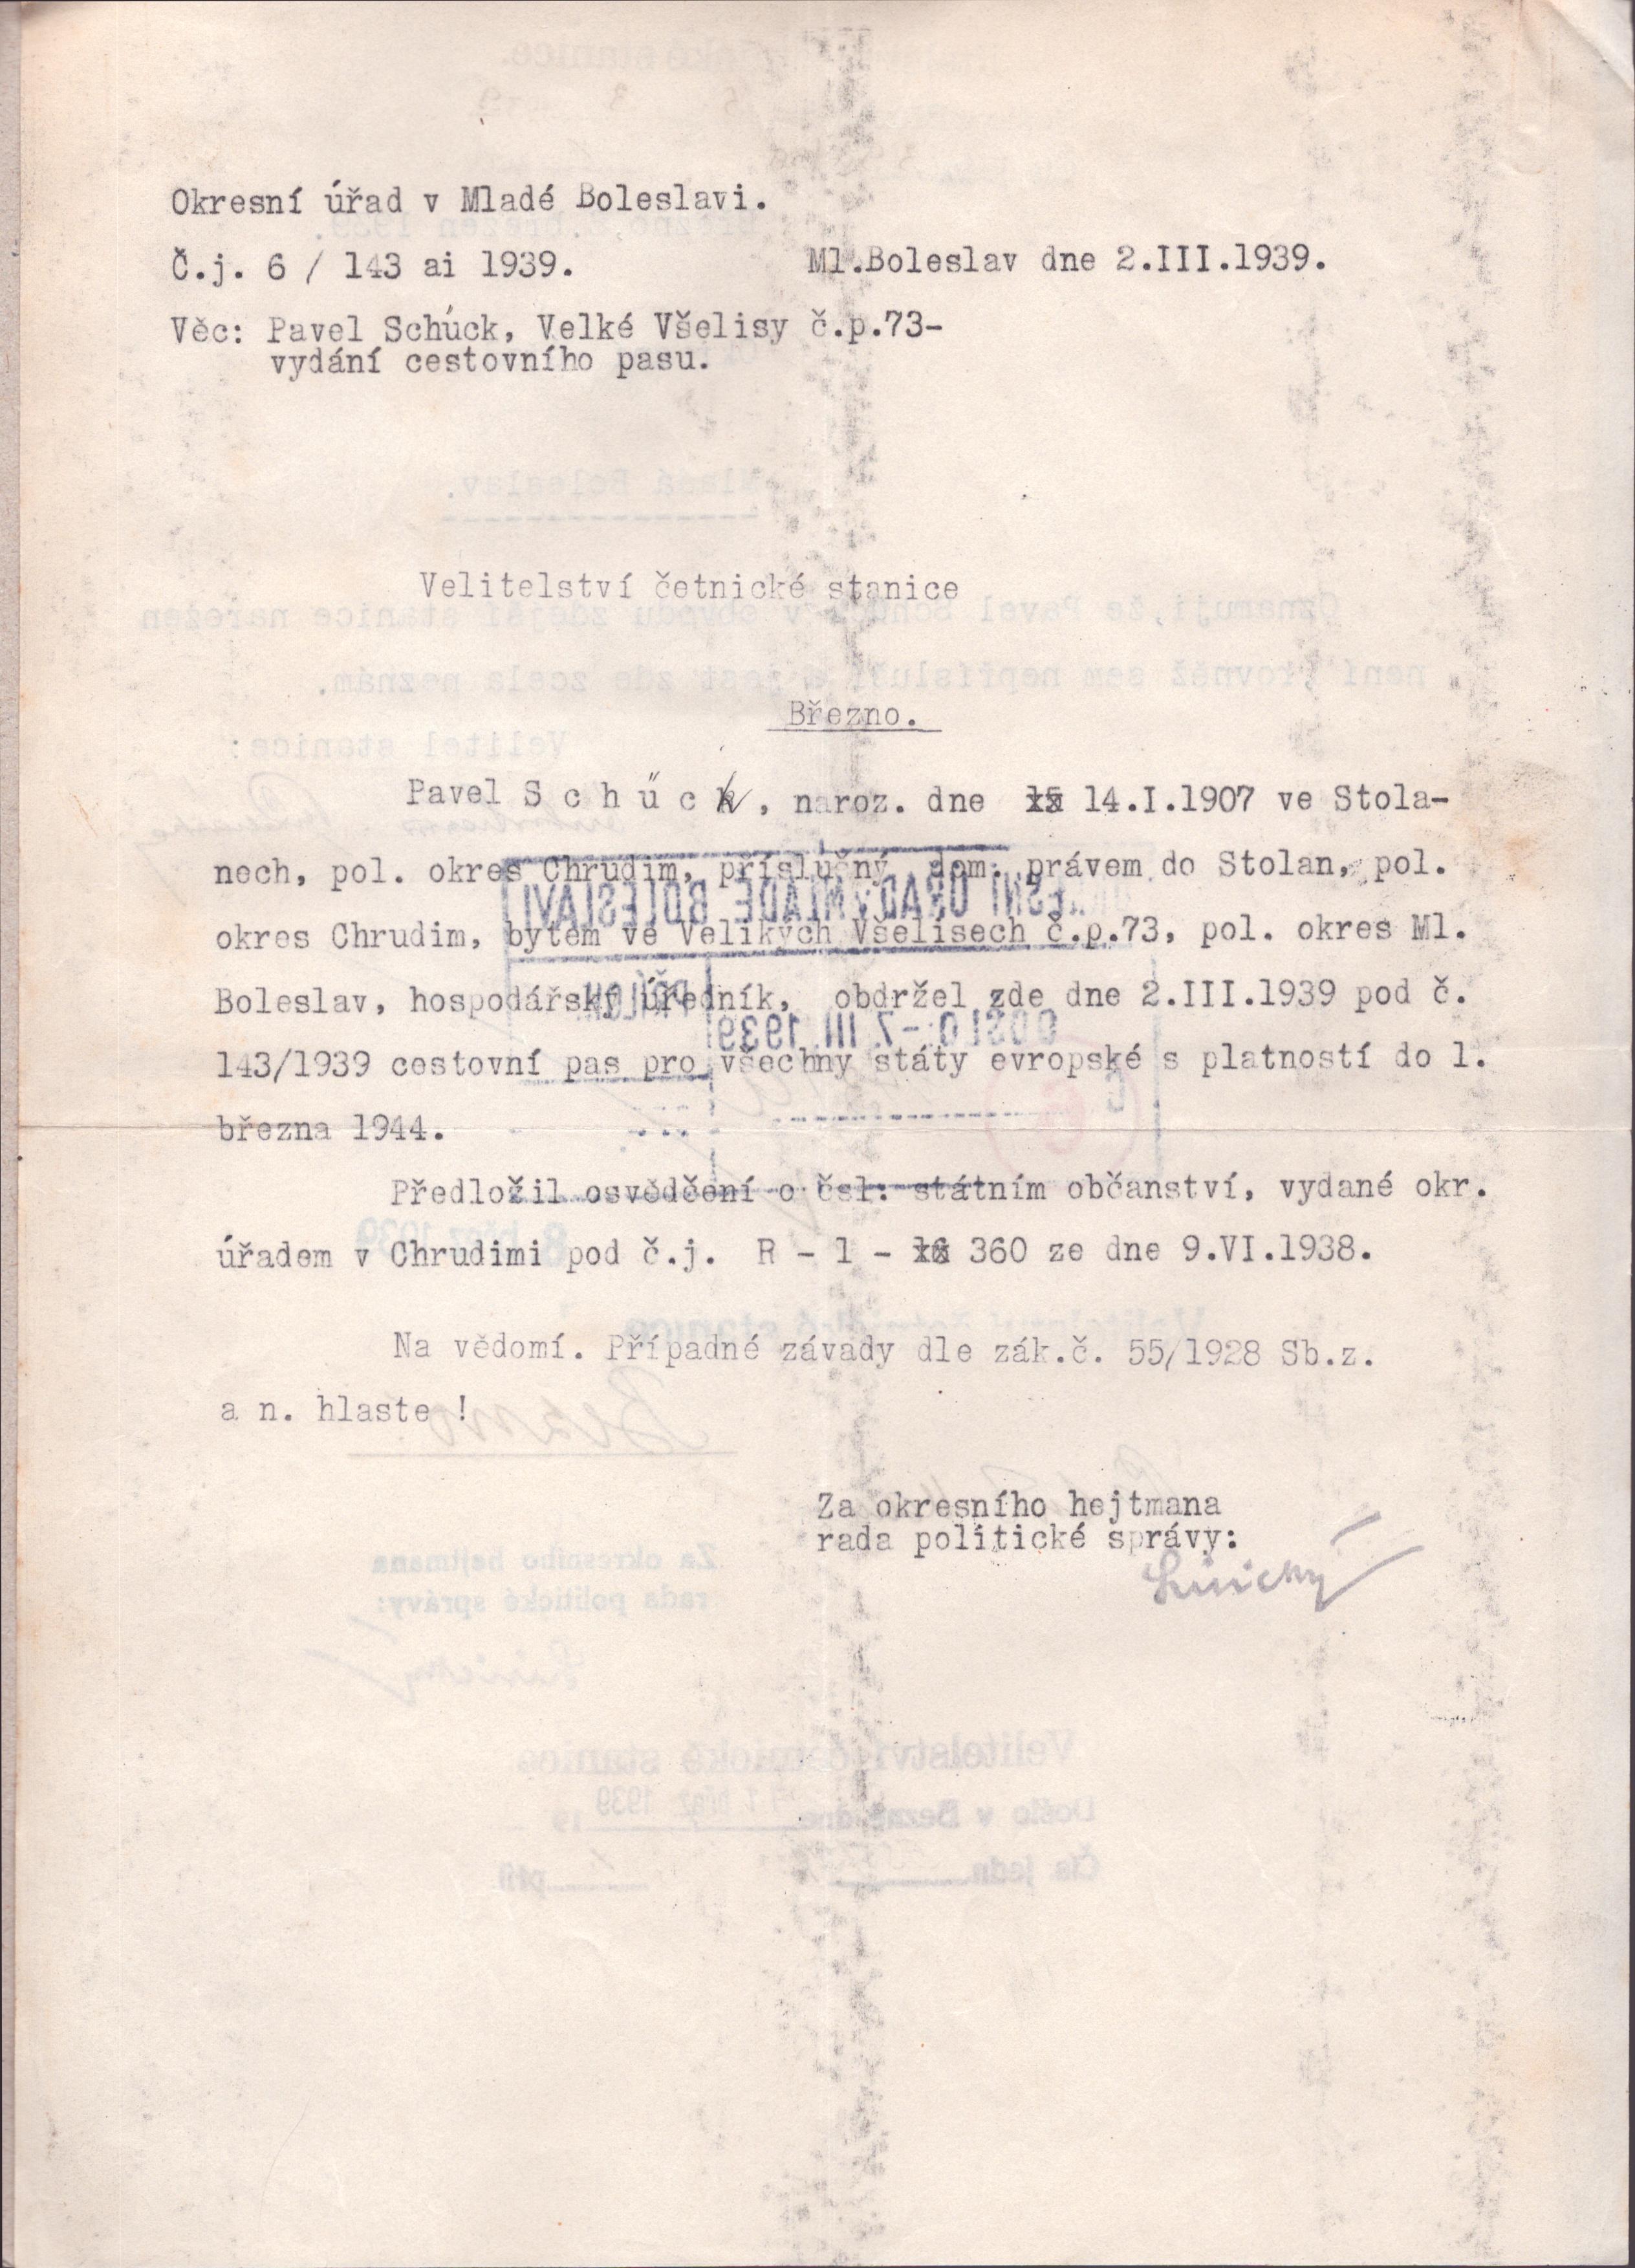 Okresní úřad v Mladé Boleslavi.
Č.j. 6 / 143 ai 1939.
Ml.Boleslav dne 2.III.1939.
Věc: Pavel Schúck, Velké Všelisy č.p.73-
vydání cestovního pasu.
Velitelství četnické stanice
Březno.
Pavel S c h ű c k , naroz. dne 14.I.1907 ve Stola-
nech, pol. okres Chrudim, příslušný dom. právem do Stolan, pol.
okres Chrudim, bytem ve Velikých Všelisech č.p.73, pol. okres Ml.
Boleslav, hospodářský úředník, obdržel zde dne 2.III.1939 pod č.
143/1939 cestovní pas pro všechny státy evropské s platností do 1.
března 1944.
Předložil osvědčení o čsl. státním občanství, vydané okr.
úřadem v Chrudimi pod č.j. R - 1 - 360 ze dne 9.VI.1938.
Na vědomí. Případné závady dle zák.č. 55/1928 Sb.z.
a n. hlaste !
Za okresního hejtmana
rada politické správy: